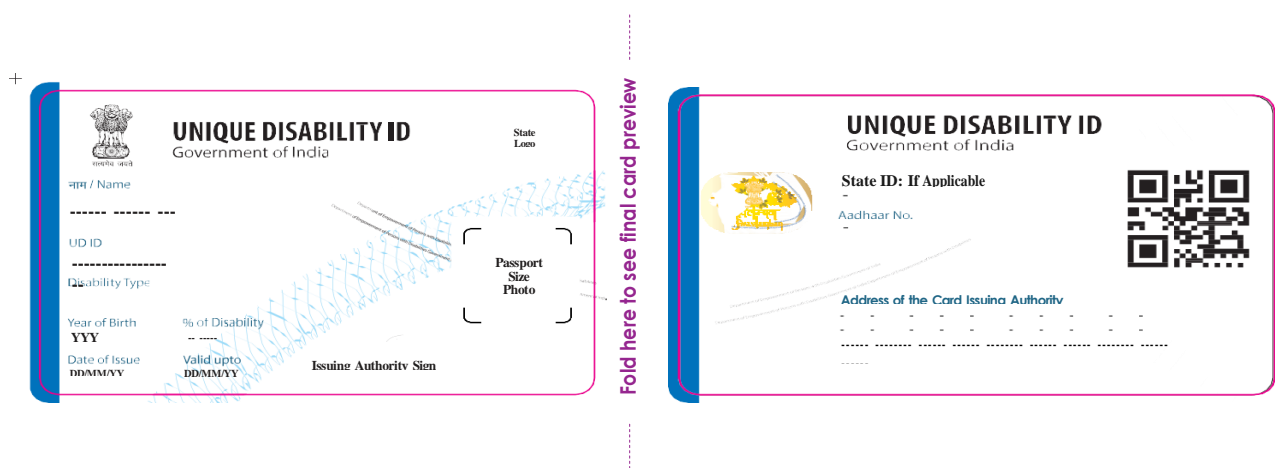 UNIQUE DISABILITY ID
Government of India
State
Logo
सत्यमेव जयते
नाम / Name
------ ------ ---
UD ID
----------------
Disability Type
--
Passport
Size
Photo
Year of Birth
% of Disability
YYY
-- -----
Date of Issue
Valid upto
DD/MM/YY
DD/MM/YY
Issuing Authority Sign
Fold here to see final card preview
UNIQUE DISABILITY ID
Government of India
State ID: If Applicable
-
Aadhaar No.
-
Address of the Card Issuing Authority
- - - - - - - - - -
- - - - - - - - - -
------ -------- ----- ------ -------- ------ ------ -------- ------
------